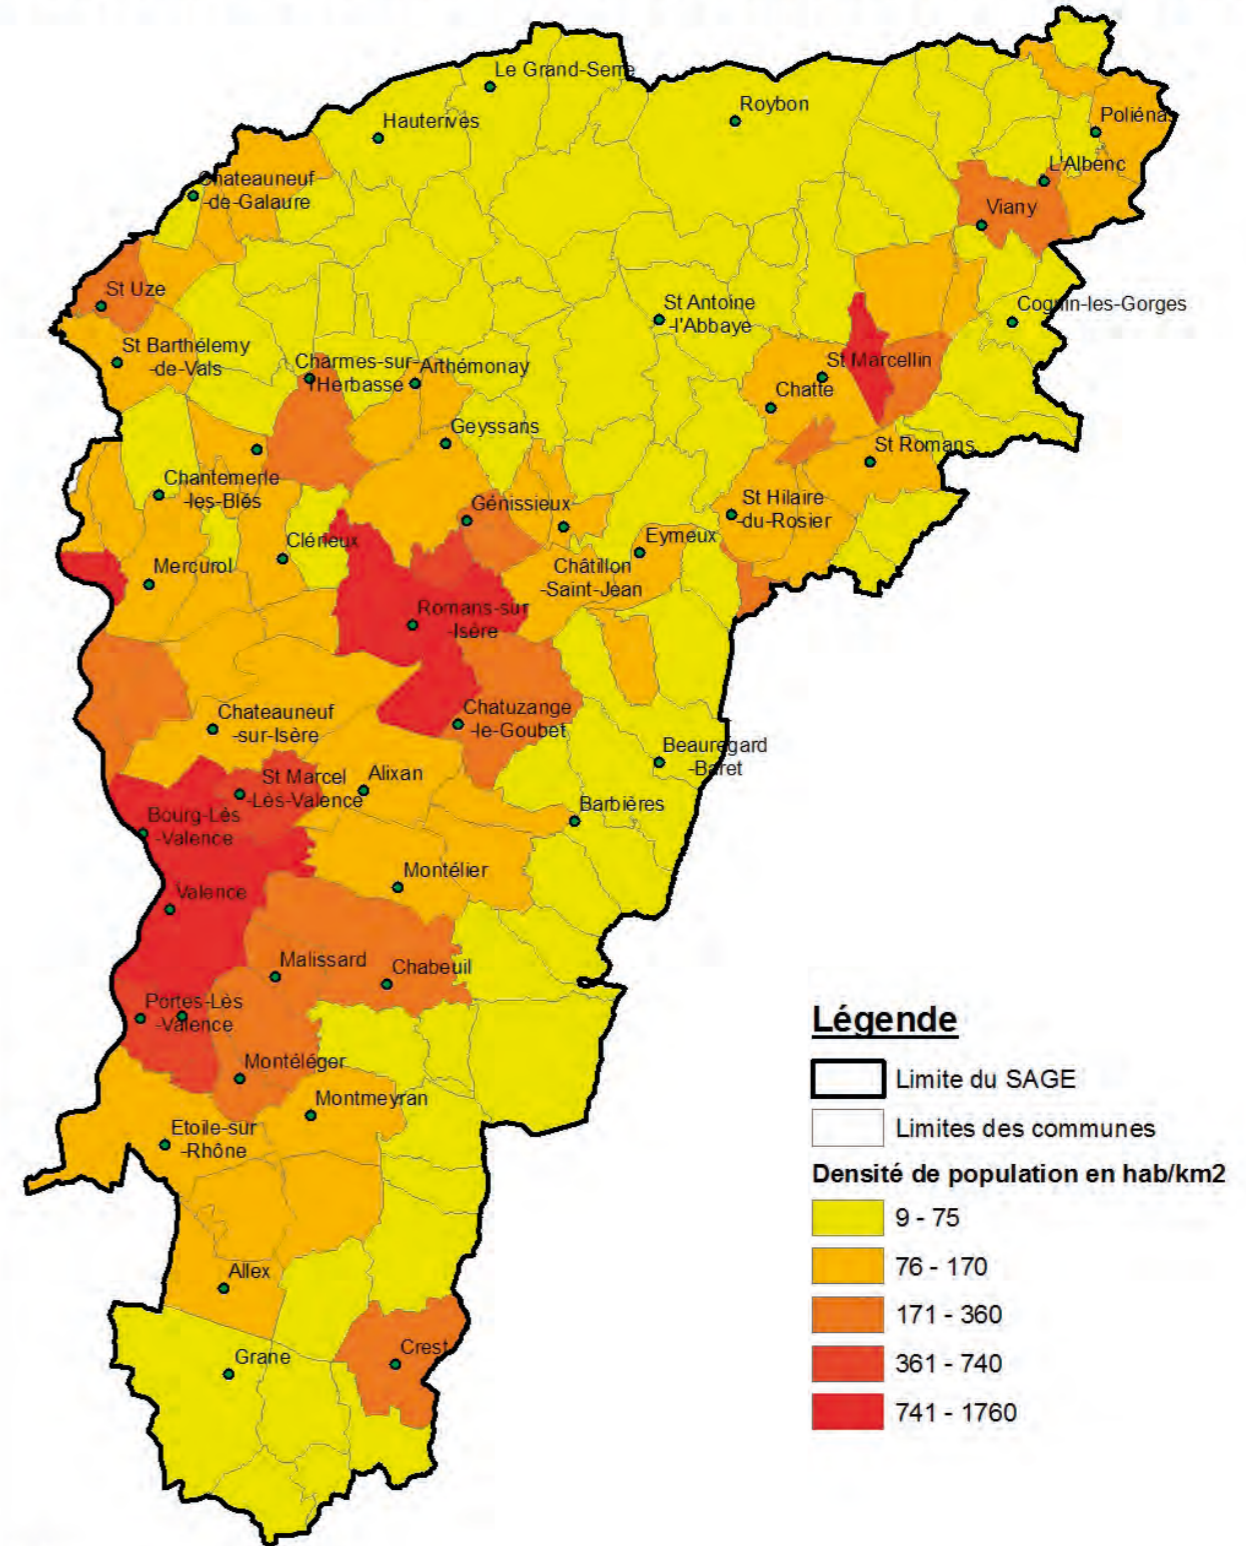 Le Grand-Serre
Roybon
Hauterives
Poliénas
L'Albenc
Chateauneuf
-de-Galaure
Viany
St Uze
St Antoine
-l'Abbaye
Cognin-les-Gorges
St Barthélemy
-de-Vals
Charmes-sur-
l'Herbasse
Arthémonay
St Marcellin
Chatte
Geyssans
St Romans
Chantemerle
-les-Blés
Génissieux
St Hilaire
-du-Rosier
Clérieux
Eymeux
Mercurol
Châtillon
-Saint-Jean
Romans-sur
-Isère
Chateauneuf
-sur-Isère
Chatuzange
-le-Goubet
Beauregard
-Baret
St Marcel
-Lès-Valence
Alixan
Barbières
Bourg-Lès
-Valence
Montélier
Valence
Malissard
Chabeuil
Portes-Lès
-Valence
Montéléger
Montmeyran
Etoile-sur
-Rhône
Allex
Crest
Grane
Légende
Limite du SAGE
Limites des communes
Densité de population en hab/km2
9 - 75
76 - 170
171 - 360
361 - 740
741 - 1760